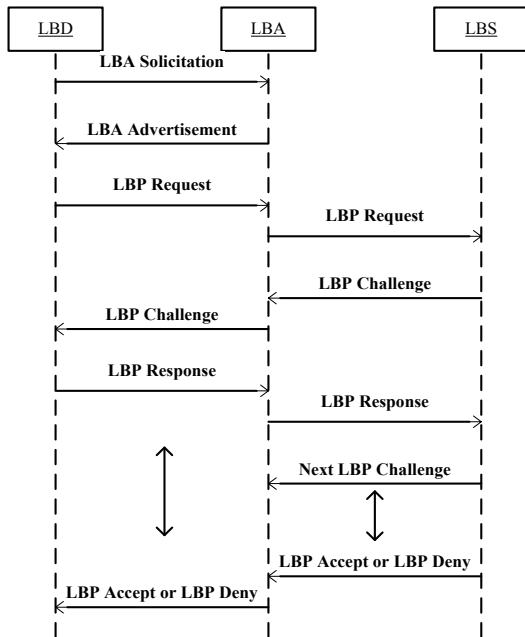 LBD
LBA
LBS
LBA Solicitation
LBA Advertisement
LBP Request
LBP Request
LBP Challenge
LBP Challenge
LBP Response
LBP Response
Next LBP Challenge
LBP Accept or LBP Deny
LBP Accept or LBP Deny